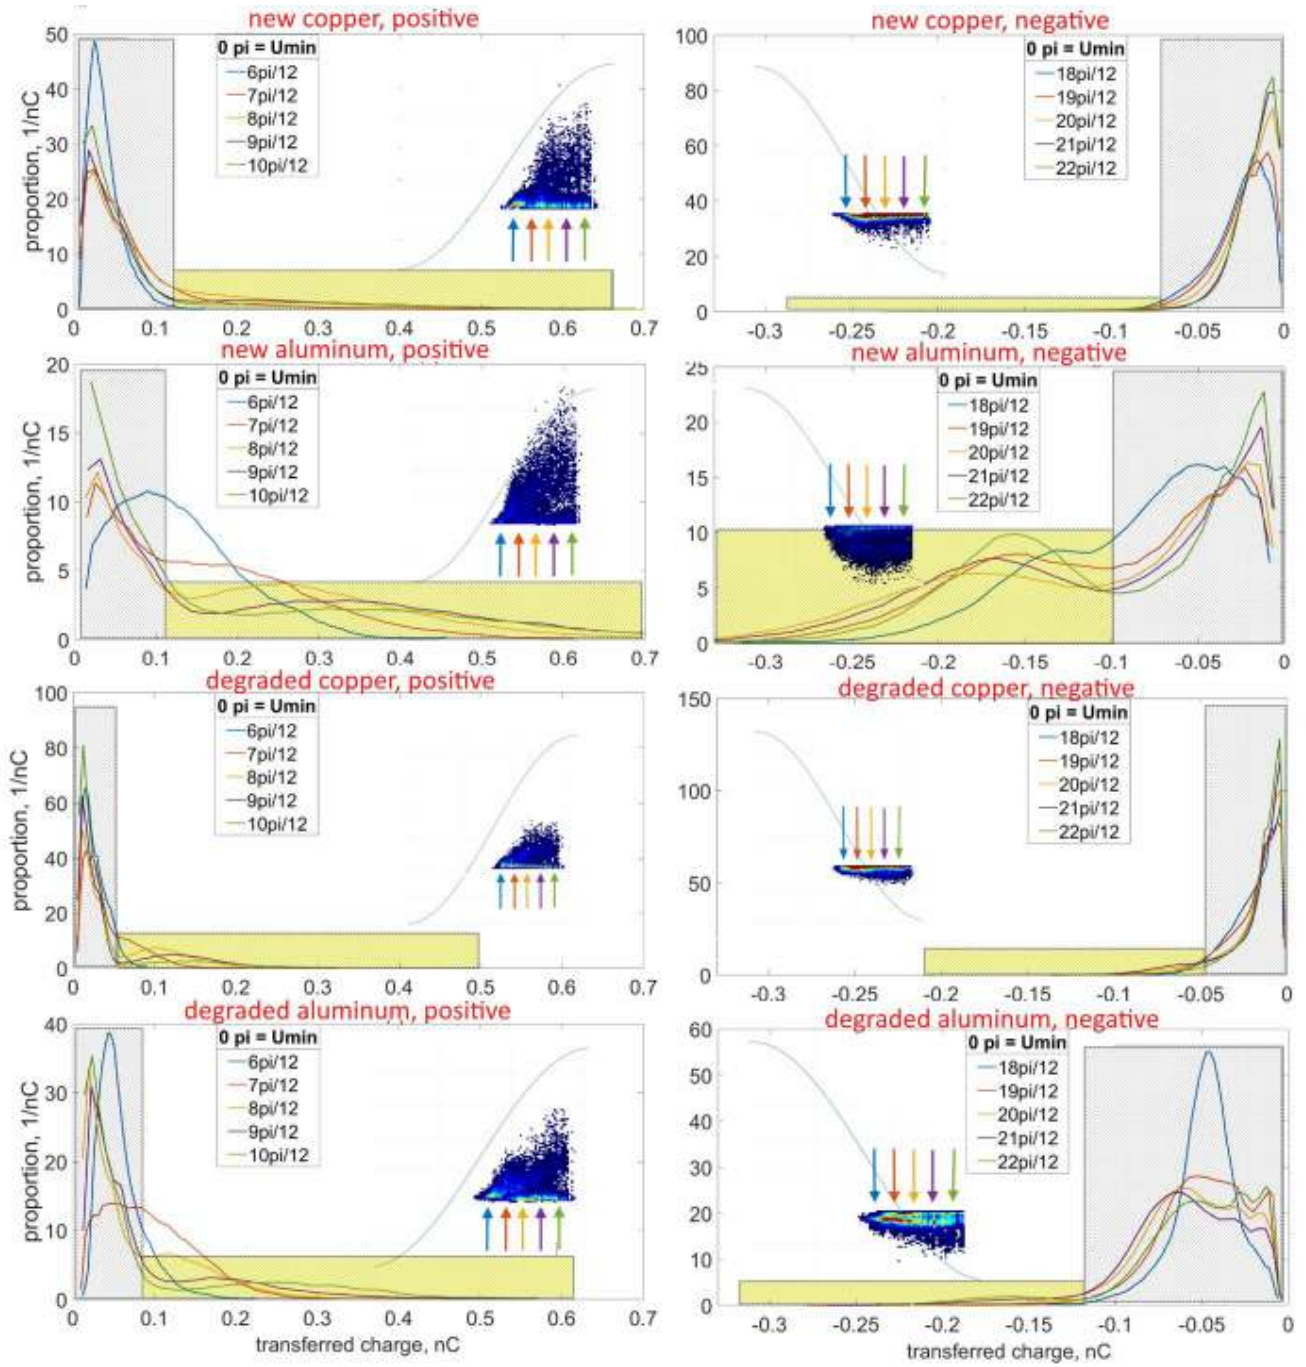 new copper, positive
50
40
30
20
10
0
proportion, 1/nC
0 pi = Umin
6pi/12
7pi/12
8pi/12
9pi/12
10pi/12
0 0.1 0.2 0.3 0.4 0.5 0.6 0.7
new copper, negative
100
80
60
40
20
0
0 pi = Umin
18pi/12
19pi/12
20pi/12
21pi/12
22pi/12
-0.3 -0.25 -0.2 -0.15 -0.1 -0.05 0
new aluminum, positive
20
15
10
5
0
proportion, 1/nC
0 pi = Umin
6pi/12
7pi/12
8pi/12
9pi/12
10pi/12
0 0.1 0.2 0.3 0.4 0.5 0.6 0.7
new aluminum, negative
25
20
15
10
5
0
0 pi = Umin
18pi/12
19pi/12
20pi/12
21pi/12
22pi/12
-0.3 -0.25 -0.2 -0.15 -0.1 -0.05 0
degraded copper, positive
100
80
60
40
20
0
proportion, 1/nC
0 pi = Umin
6pi/12
7pi/12
8pi/12
9pi/12
10pi/12
0 0.1 0.2 0.3 0.4 0.5 0.6 0.7
degraded copper, negative
150
100
50
0
0 pi = Umin
18pi/12
19pi/12
20pi/12
21pi/12
22pi/12
-0.3 -0.25 -0.2 -0.15 -0.1 -0.05 0
degraded aluminum, positive
40
30
20
10
0
proportion, 1/nC
0 pi = Umin
6pi/12
7pi/12
8pi/12
9pi/12
10pi/12
0 0.1 0.2 0.3 0.4 0.5 0.6 0.7
transferred charge, nC
degraded aluminum, negative
60
50
40
30
20
10
0
0 pi = Umin
18pi/12
19pi/12
20pi/12
21pi/12
22pi/12
-0.3 -0.25 -0.2 -0.15 -0.1 -0.05 0
transferred charge, nC